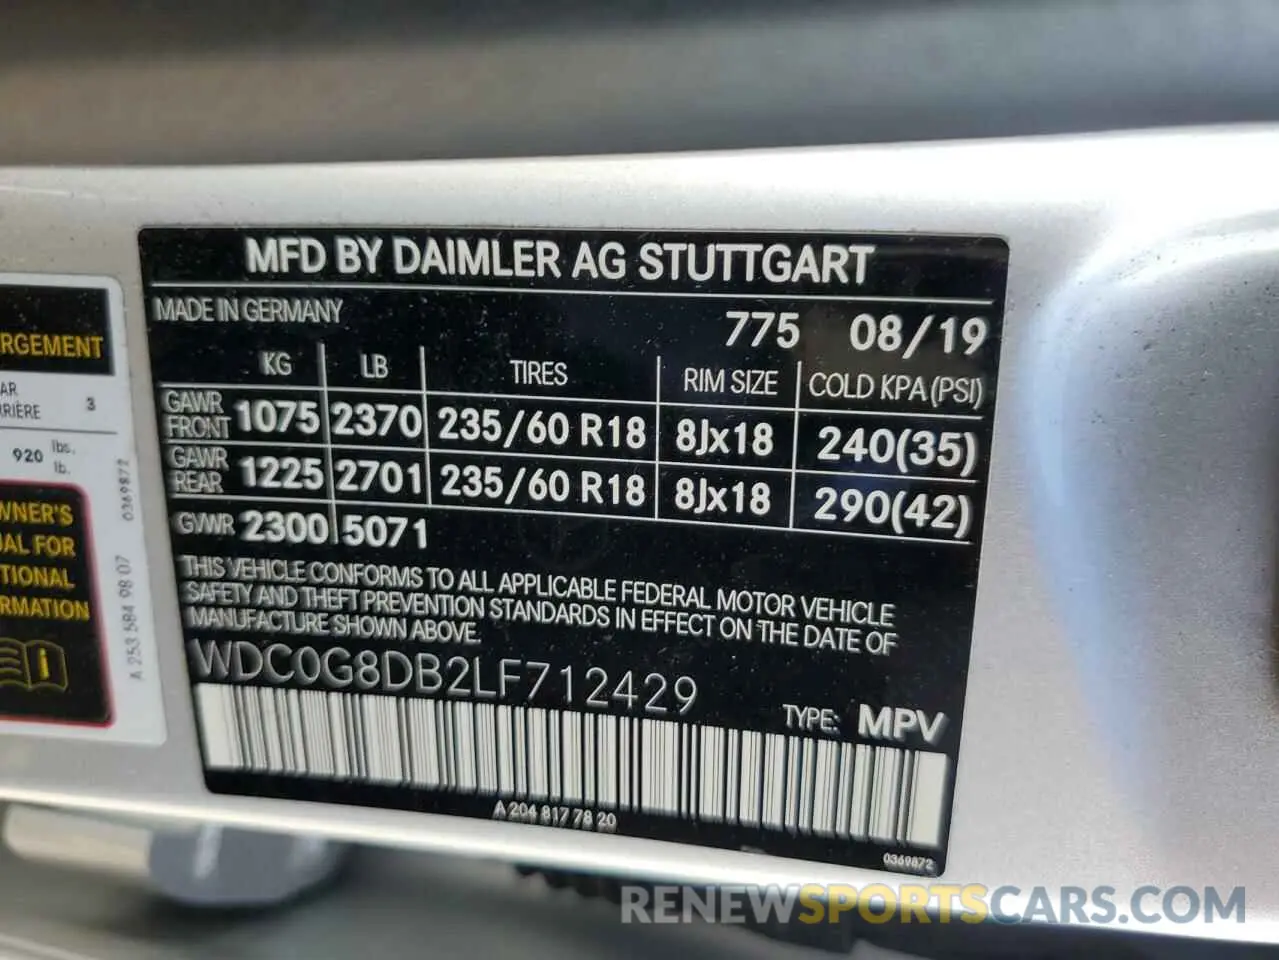 MFD BY DAIMLER AG STUTTGART
MADE IN GERMANY
775 08/19
KG LB TIRES RIM SIZE COLD KPA (PSI)
GAWR FRONT 1075 2370 235/60 R18 8Jx18 240(35)
GAWR REAR 1225 2701 235/60 R18 8Jx18 290(42)
GVWR 2300 5071
THIS VEHICLE CONFORMS TO ALL APPLICABLE FEDERAL MOTOR VEHICLE
SAFETY AND THEFT PREVENTION STANDARDS IN EFFECT ON THE DATE OF
MANUFACTURE SHOWN ABOVE.
WDC0G8DB2LF712429
TYPE: MPV
A 204 817 78 20
0369872
RGEMENT
AR
RIÈRE 3
920 lbs.
lb.
WNER'S
AL FOR
TIONAL
RMATION
A 253 584 98 07 0369872
RENEWSPORTSCARS.COM